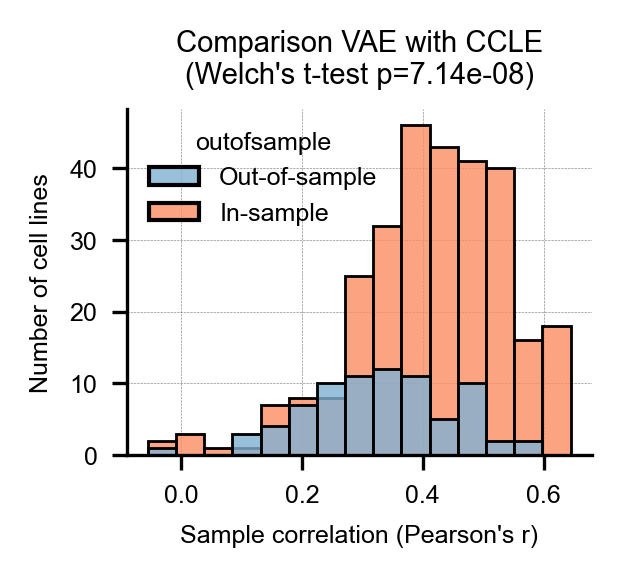 Comparison VAE with CCLE
(Welch's t-test p=7.14e-08)
outofsample
Out-of-sample
In-sample
Number of cell lines
40
30
20
10
0
0.0 0.2 0.4 0.6
Sample correlation (Pearson's r)